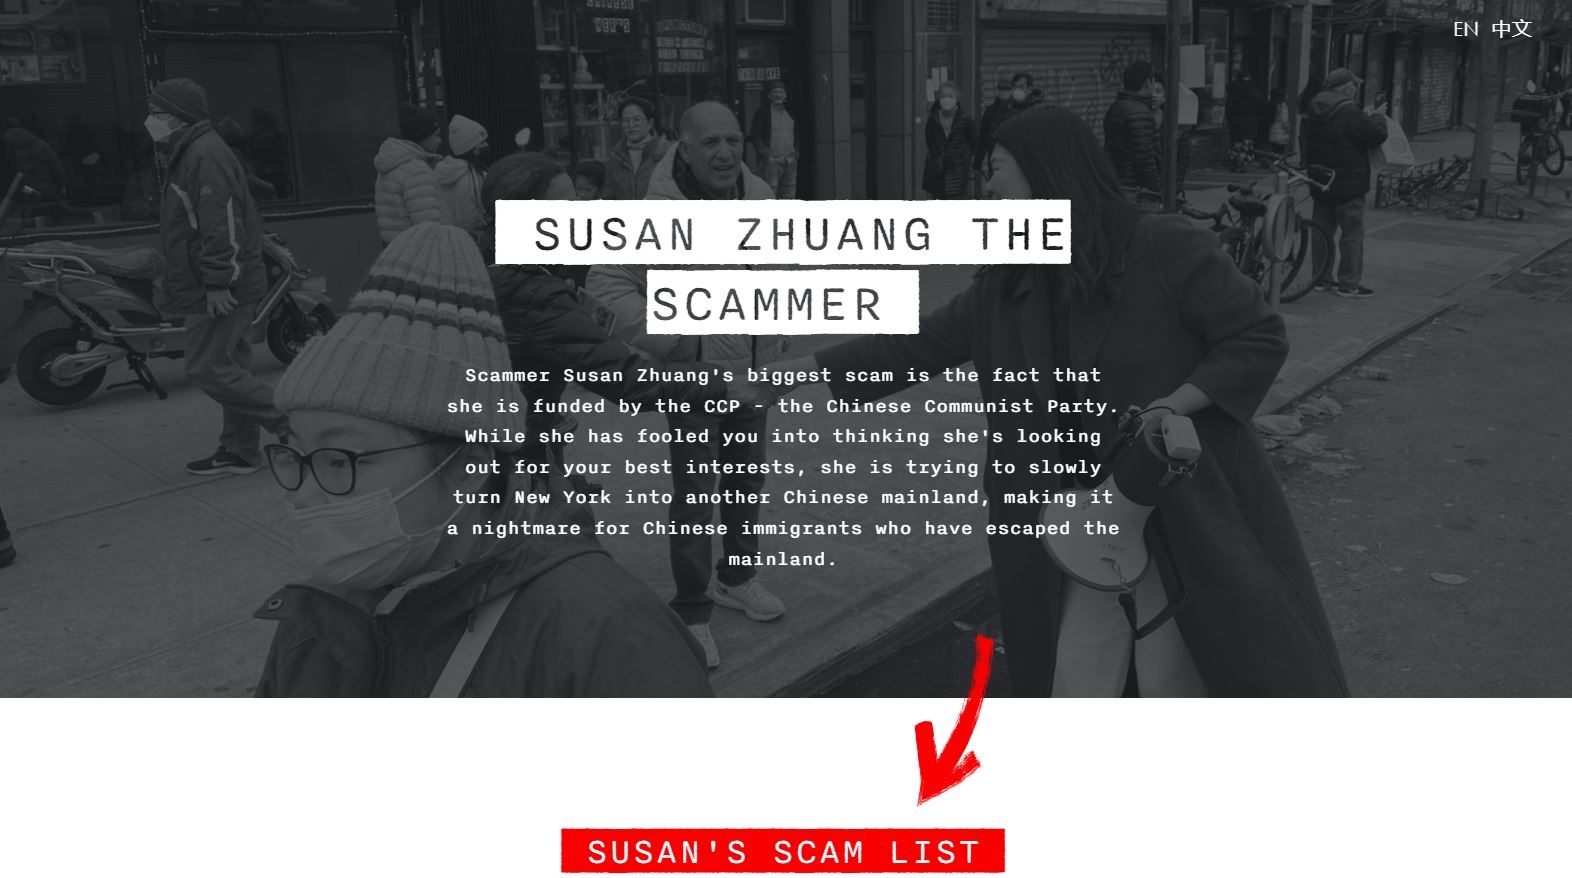 EN 中文
SUSAN ZHUANG THE
SCAMMER
Scammer Susan Zhuang's biggest scam is the fact that
she is funded by the CCP - the Chinese Communist Party.
While she has fooled you into thinking she's looking
out for your best interests, she is trying to slowly
turn New York into another Chinese mainland, making it
a nightmare for Chinese immigrants who have escaped the
mainland.
SUSAN'S SCAM LIST